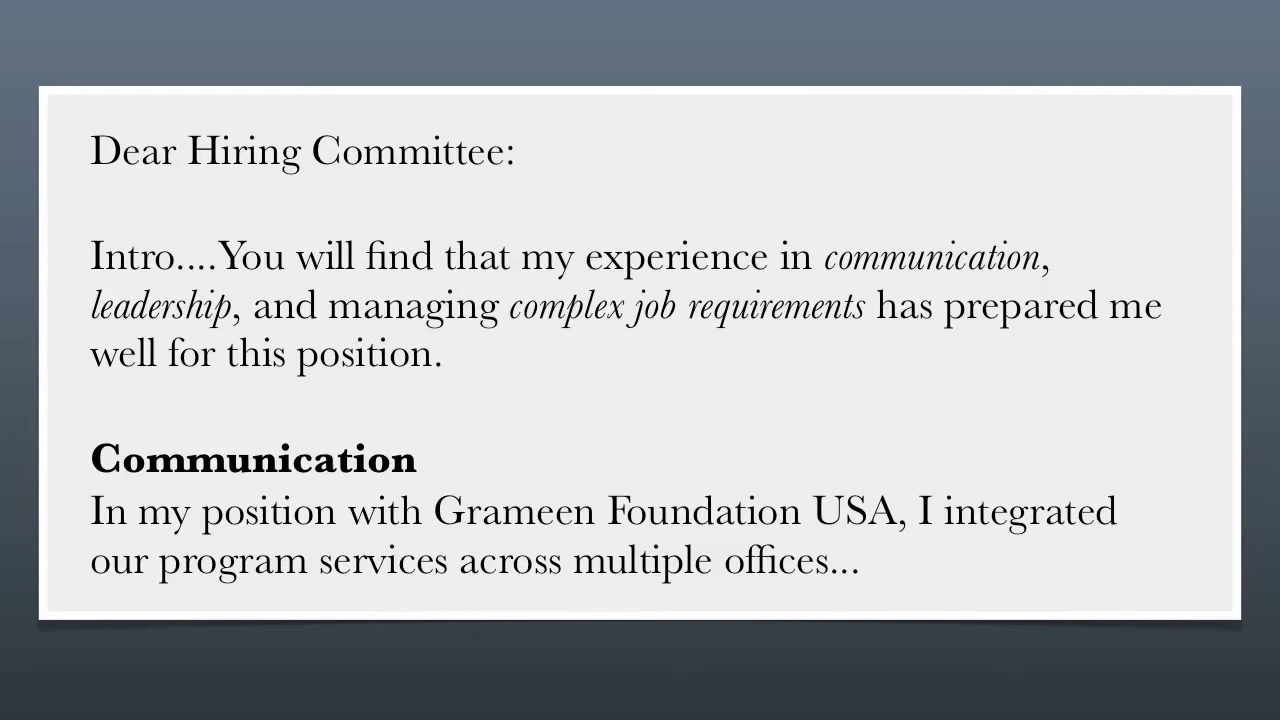 Dear Hiring Committee:
Intro....You will find that my experience in communication,
leadership, and managing complex job requirements has prepared me
well for this position.
Communication
In my position with Grameen Foundation USA, I integrated
our program services across multiple offices...